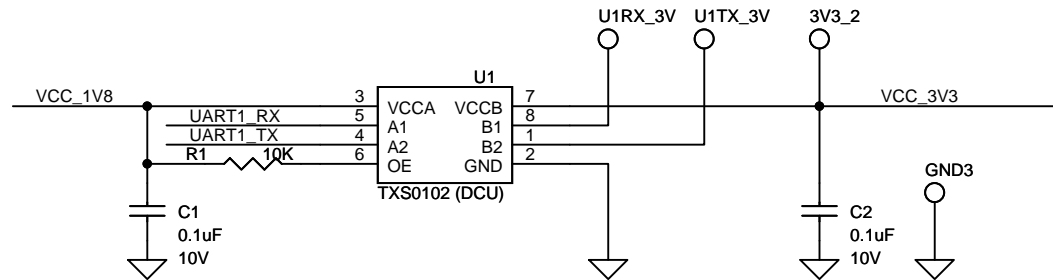 U1RX_3V U1TX_3V 3V3_2
U1
VCC_1V8 3 VCCA VCCB 7 VCC_3V3
UART1_RX 5 A1 B1 8
UART1_TX 4 A2 B2 1
R1 10K 6 OE GND 2
TXS0102 (DCU)
GND3
C1
0.1uF
10V
C2
0.1uF
10V